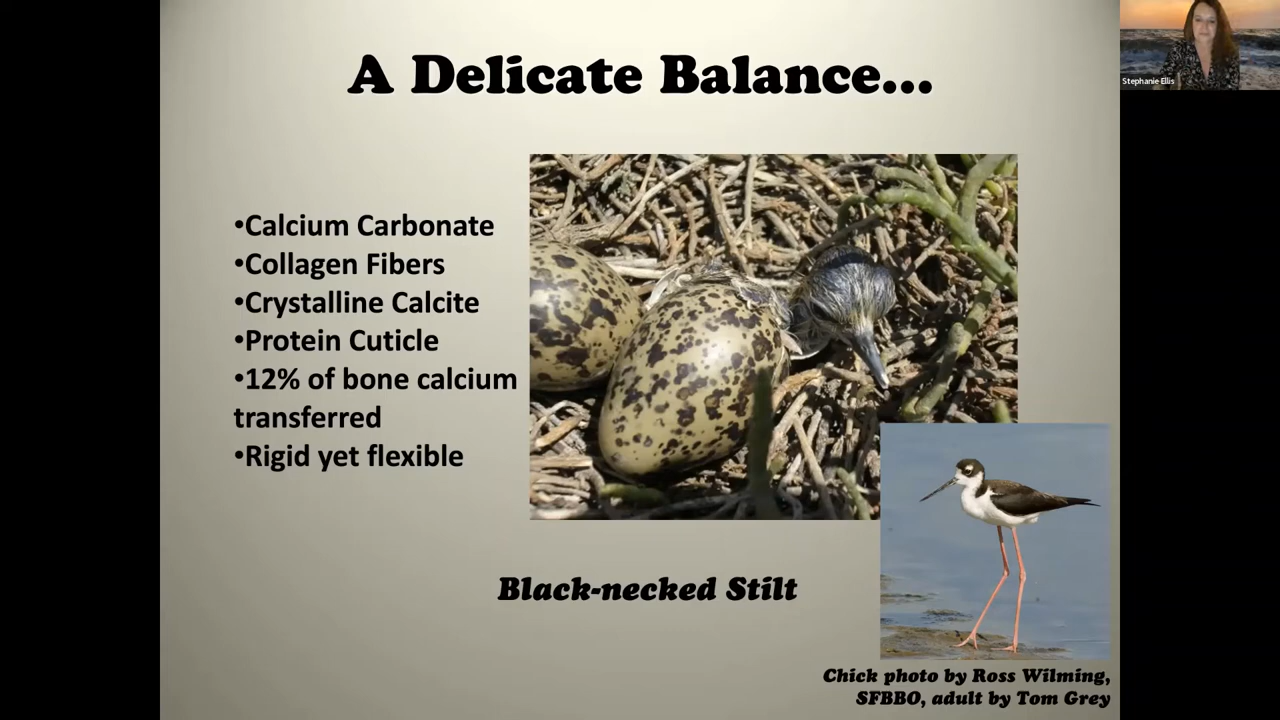 A Delicate Balance...
Stephanie Ellis
•Calcium Carbonate
•Collagen Fibers
•Crystalline Calcite
•Protein Cuticle
•12% of bone calcium
transferred
•Rigid yet flexible
Black-necked Stilt
Chick photo by Ross Wilming,
SFBBO, adult by Tom Grey